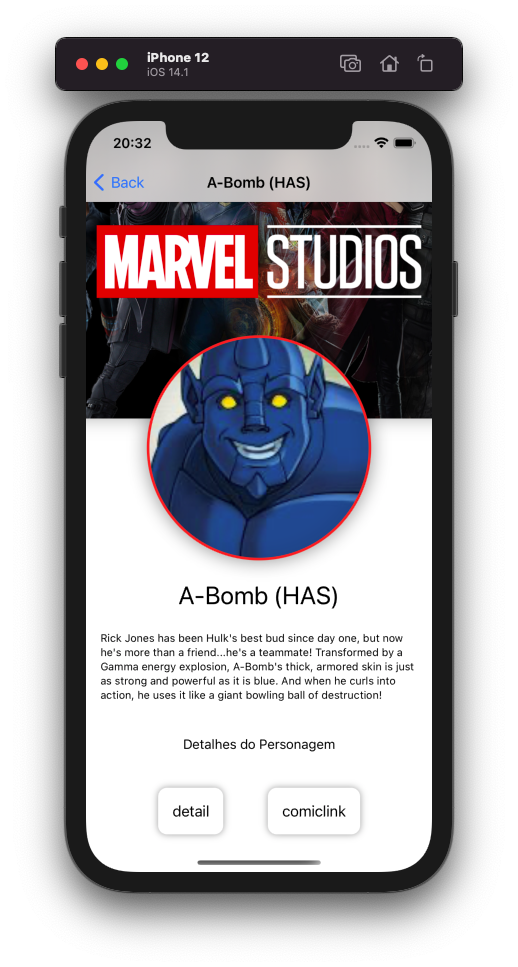 iPhone 12
iOS 14.1
20:32
Back
A-Bomb (HAS)
MARVEL STUDIOS
A-Bomb (HAS)
Rick Jones has been Hulk's best bud since day one, but now
he's more than a friend...he's a teammate! Transformed by a
Gamma energy explosion, A-Bomb's thick, armored skin is just
as strong and powerful as it is blue. And when he curls into
action, he uses it like a giant bowling ball of destruction!
Detalhes do Personagem
detail
comiclink